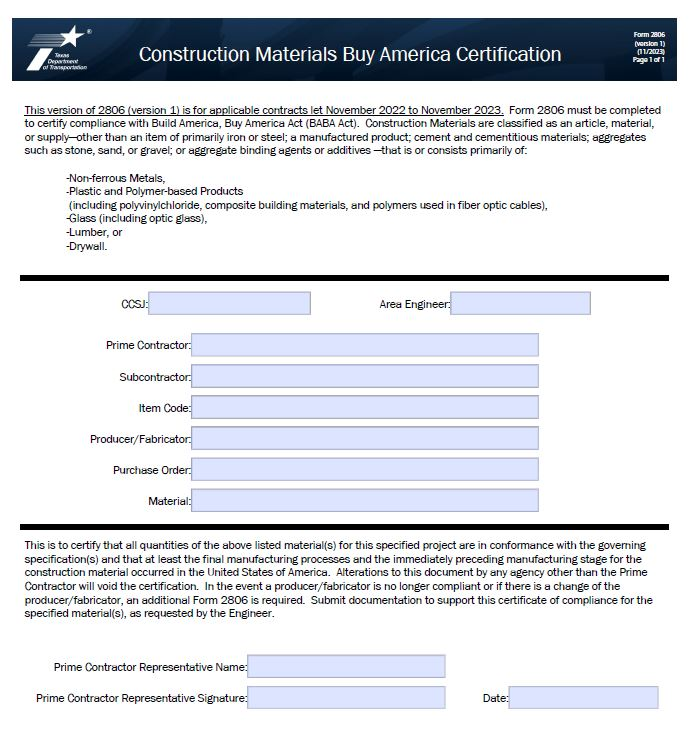 Texas
Department
of Transportation
®
Construction Materials Buy America Certification
Form 2806
(version 1)
(11/2023)
Page 1 of 1
This version of 2806 (version 1) is for applicable contracts let November 2022 to November 2023. Form 2806 must be completed
to certify compliance with Build America, Buy America Act (BABA Act). Construction Materials are classified as an article, material,
or supply—other than an item of primarily iron or steel; a manufactured product; cement and cementitious materials; aggregates
such as stone, sand, or gravel; or aggregate binding agents or additives —that is or consists primarily of:
-Non-ferrous Metals,
-Plastic and Polymer-based Products
(including polyvinylchloride, composite building materials, and polymers used in fiber optic cables),
-Glass (including optic glass),
-Lumber, or
-Drywall.
CCSJ: Area Engineer:
Prime Contractor:
Subcontractor:
Item Code:
Producer/Fabricator:
Purchase Order:
Material:
This is to certify that all quantities of the above listed material(s) for this specified project are in conformance with the governing
specification(s) and that at least the final manufacturing processes and the immediately preceding manufacturing stage for the
construction material occurred in the United States of America. Alterations to this document by any agency other than the Prime
Contractor will void the certification. In the event a producer/fabricator is no longer compliant or if there is a change of the
producer/fabricator, an additional Form 2806 is required. Submit documentation to support this certificate of compliance for the
specified material(s), as requested by the Engineer.
Prime Contractor Representative Name:
Prime Contractor Representative Signature: Date: